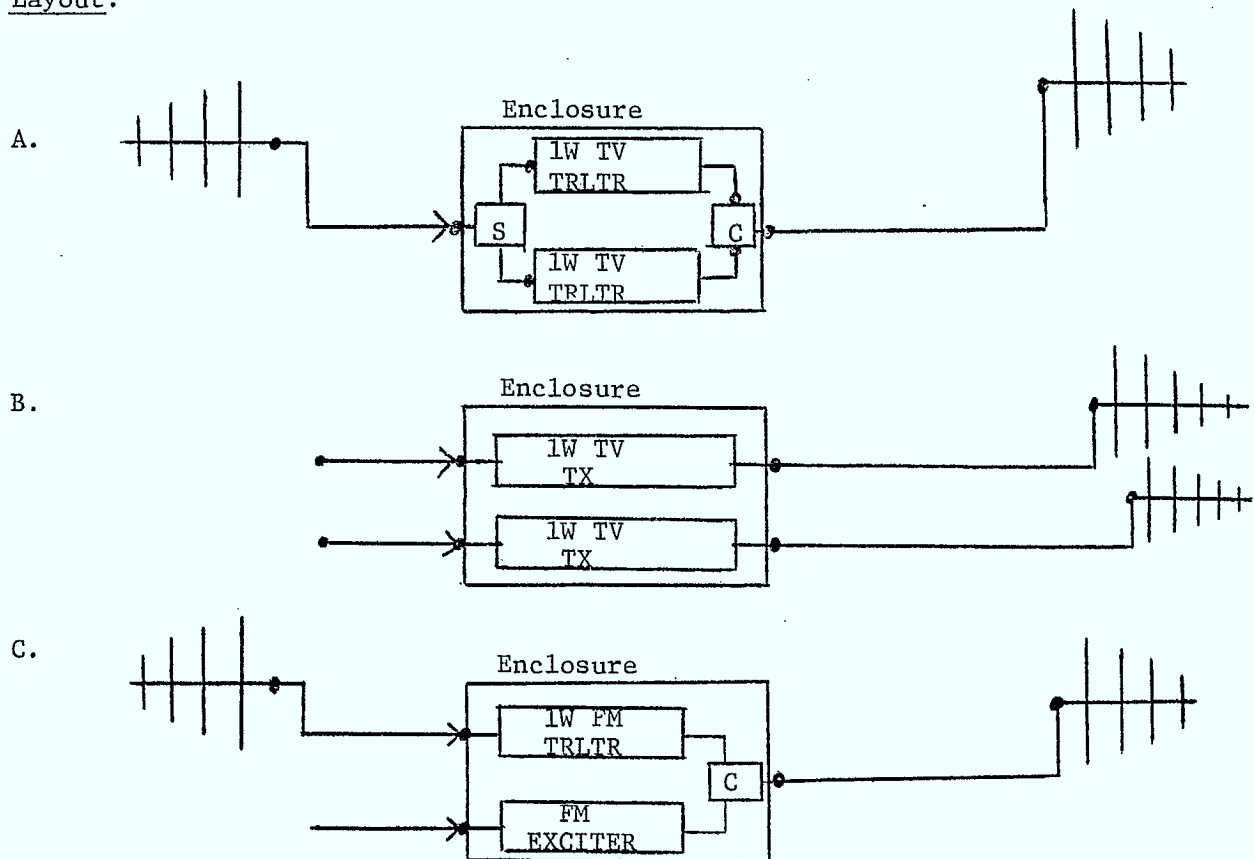 Layout.
A.
Enclosure
1W TV
TRLTR
S
C
1W TV
TRLTR
B.
Enclosure
1W TV
TX
1W TV
TX
C.
Enclosure
1W FM
TRLTR
C
FM
EXCITER